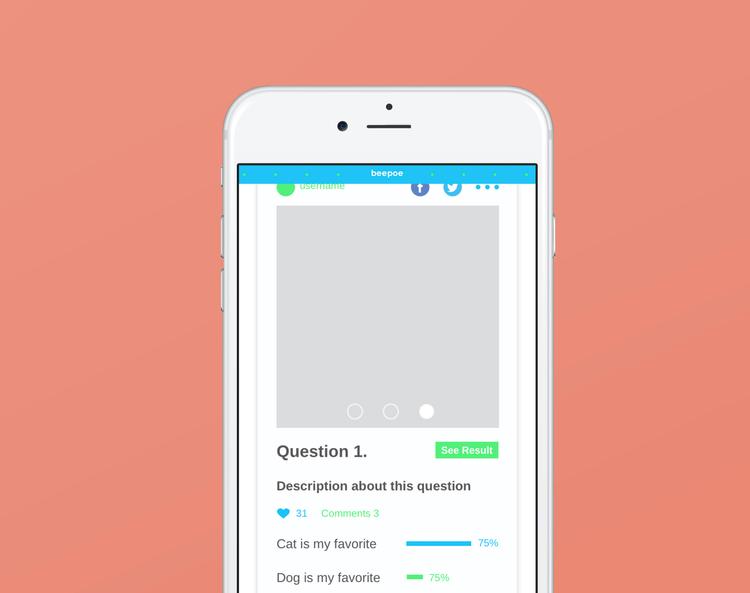 beepoe
username
Question 1.
See Result
Description about this question
31 Comments 3
Cat is my favorite 75%
Dog is my favorite 75%